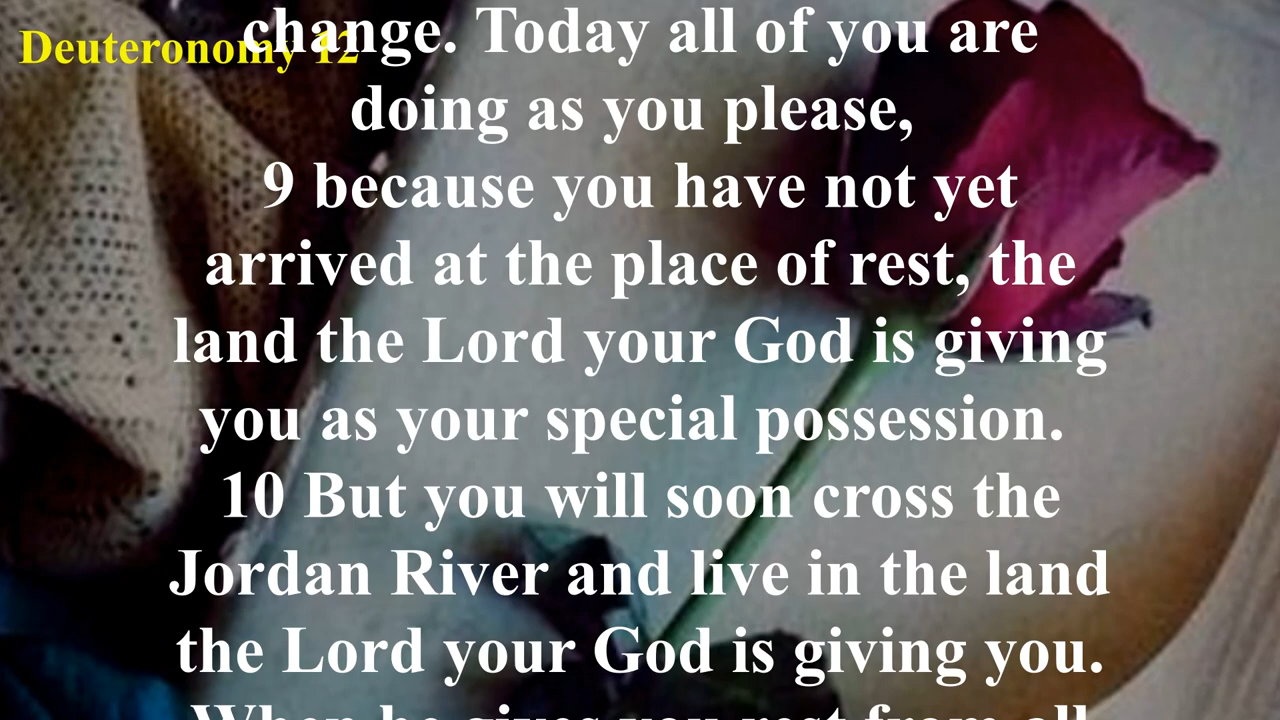 Deuteronomy 12
change. Today all of you are
doing as you please,
9 because you have not yet
arrived at the place of rest, the
land the Lord your God is giving
you as your special possession.
10 But you will soon cross the
Jordan River and live in the land
the Lord your God is giving you.
When he gives you rest from all